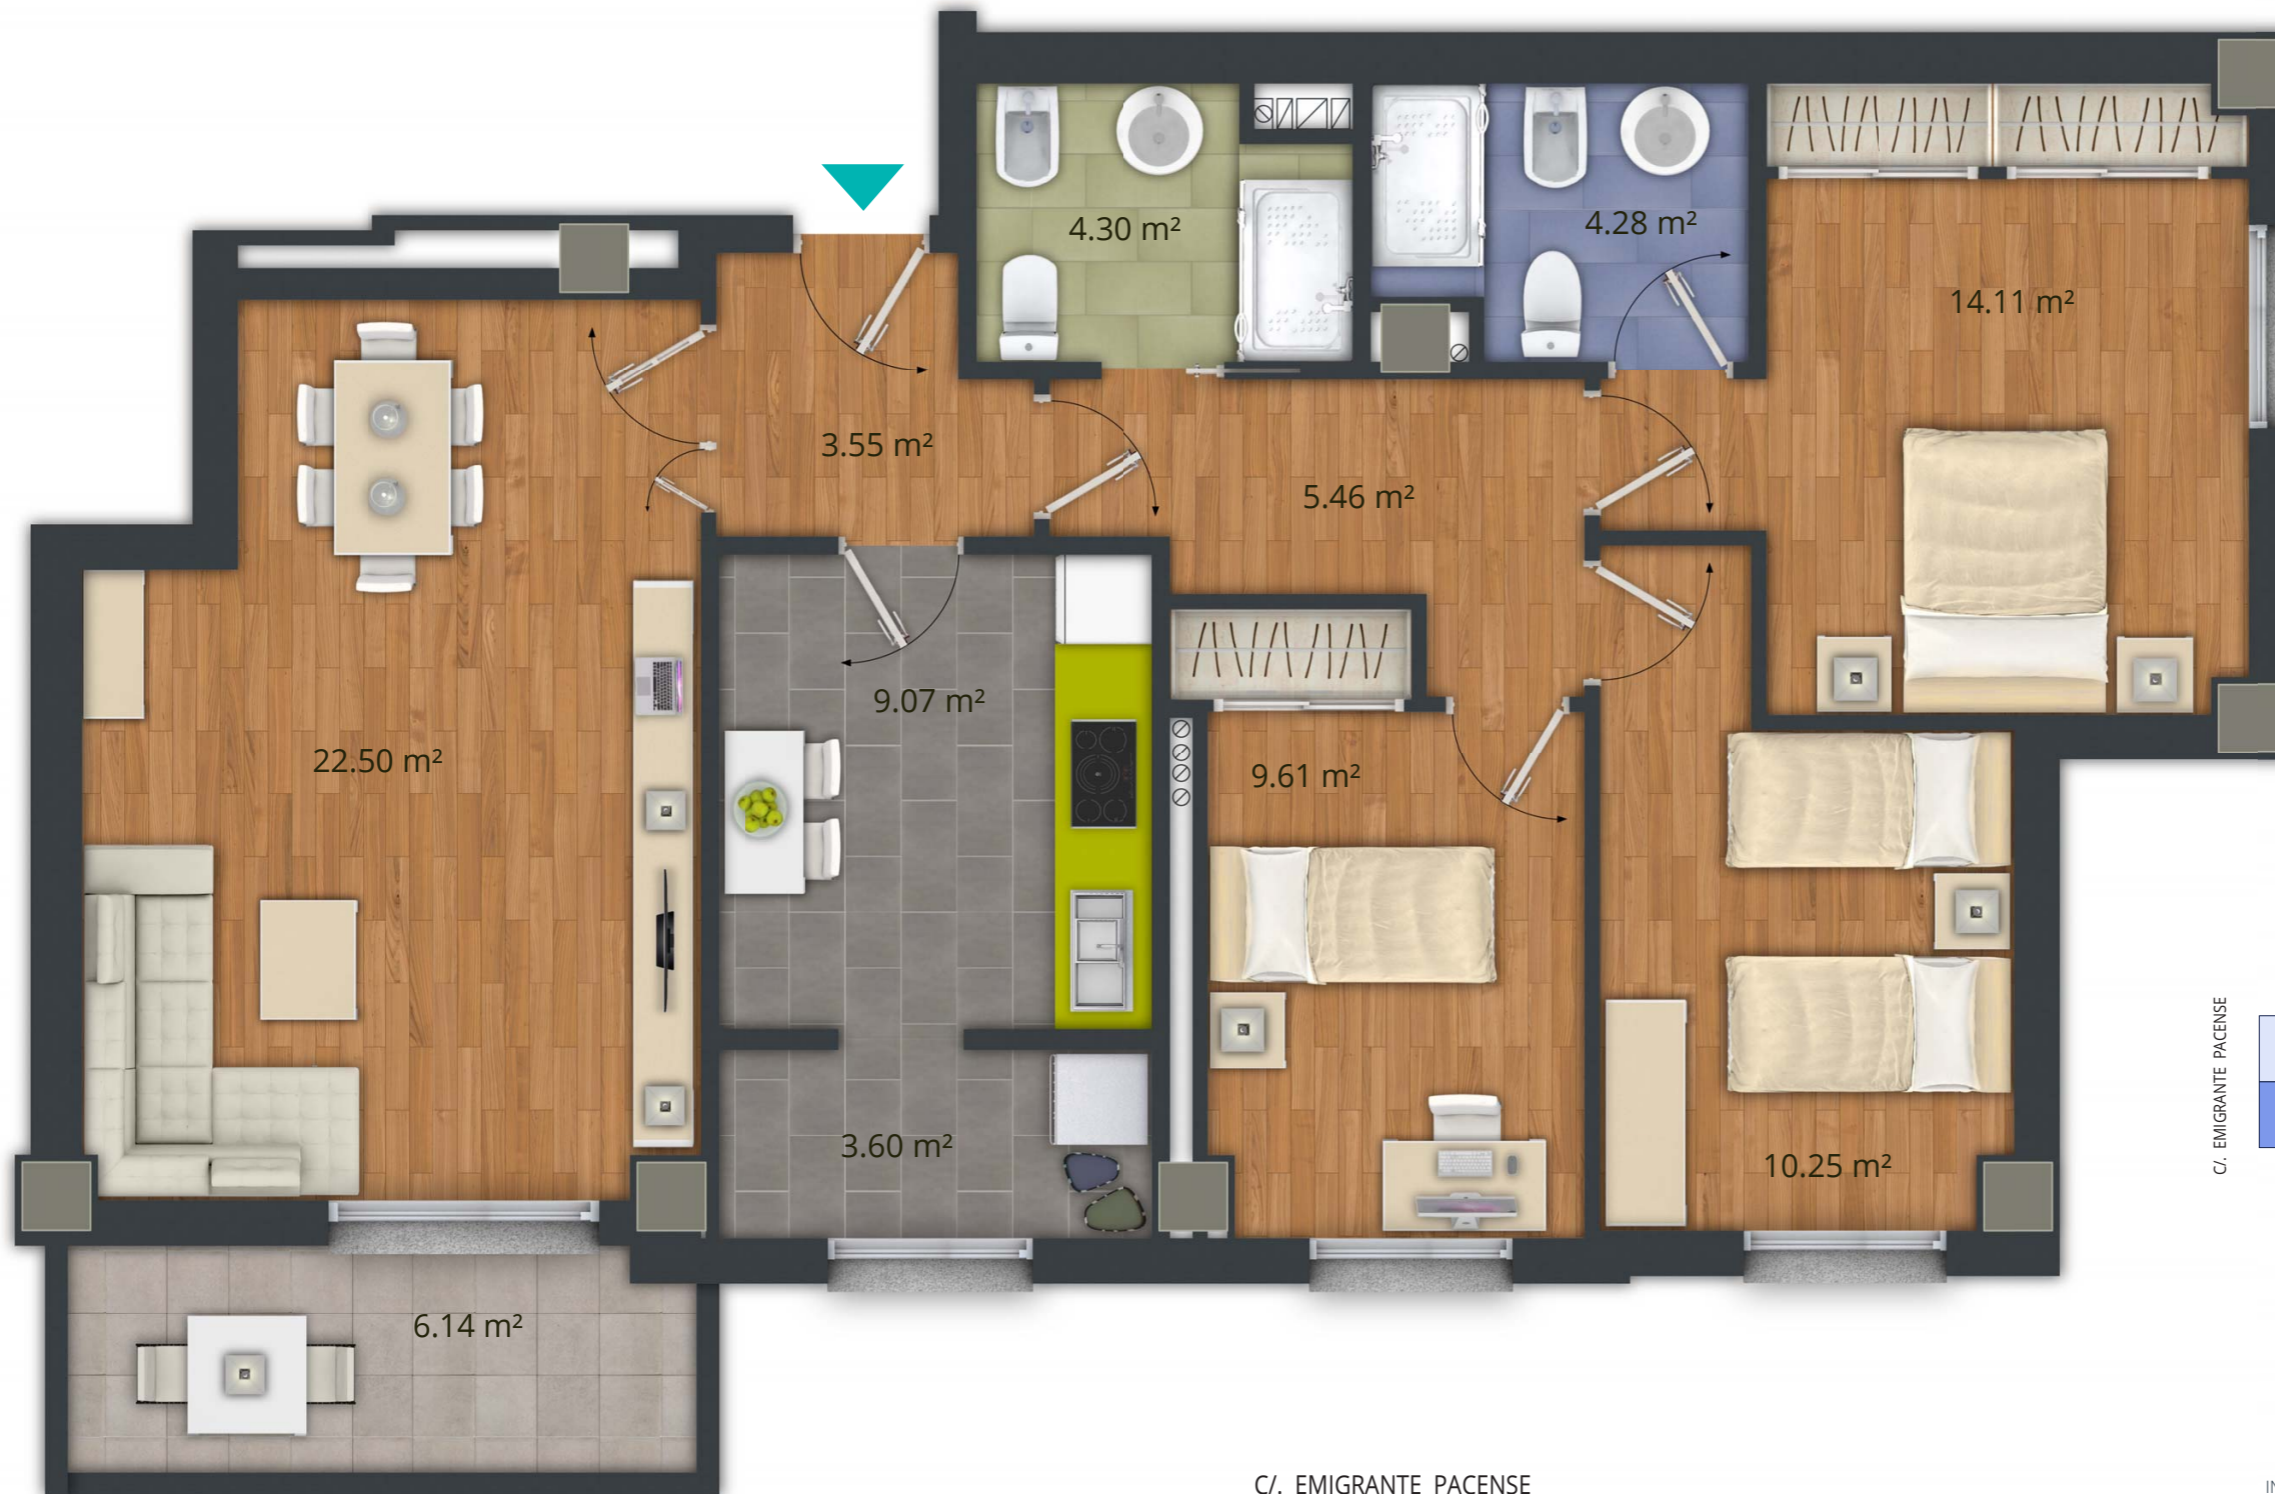 4.30 m²
4.28 m²
14.11 m²
3.55 m²
5.46 m²
9.07 m²
22.50 m²
9.61 m²
3.60 m²
10.25 m²
6.14 m²
C/. EMIGRANTE PACENSE
C/. EMIGRANTE PACENSE